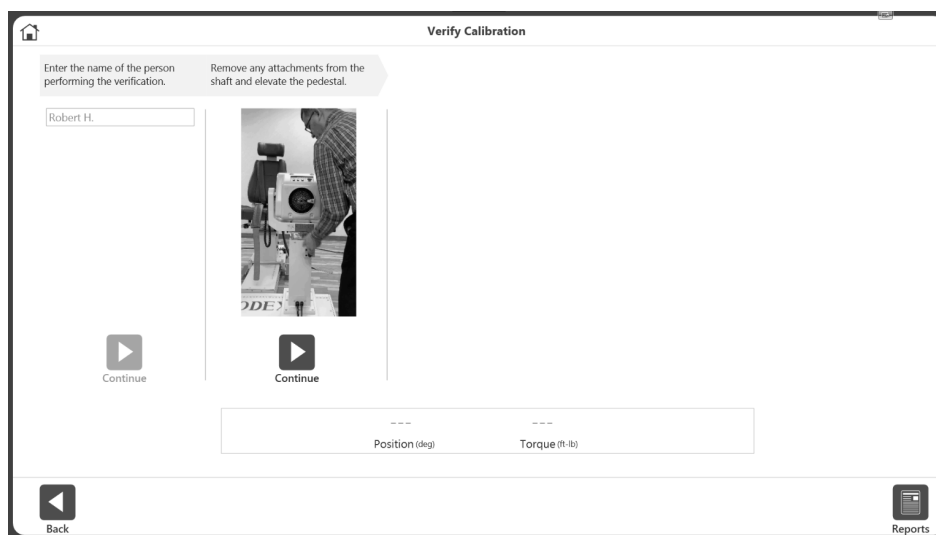 Verify Calibration
Enter the name of the person
performing the verification.
Remove any attachments from the
shaft and elevate the pedestal.
Robert H.
ODEX
Continue
Continue
---
---
Position (deg)
Torque (ft-lb)
Back
Reports